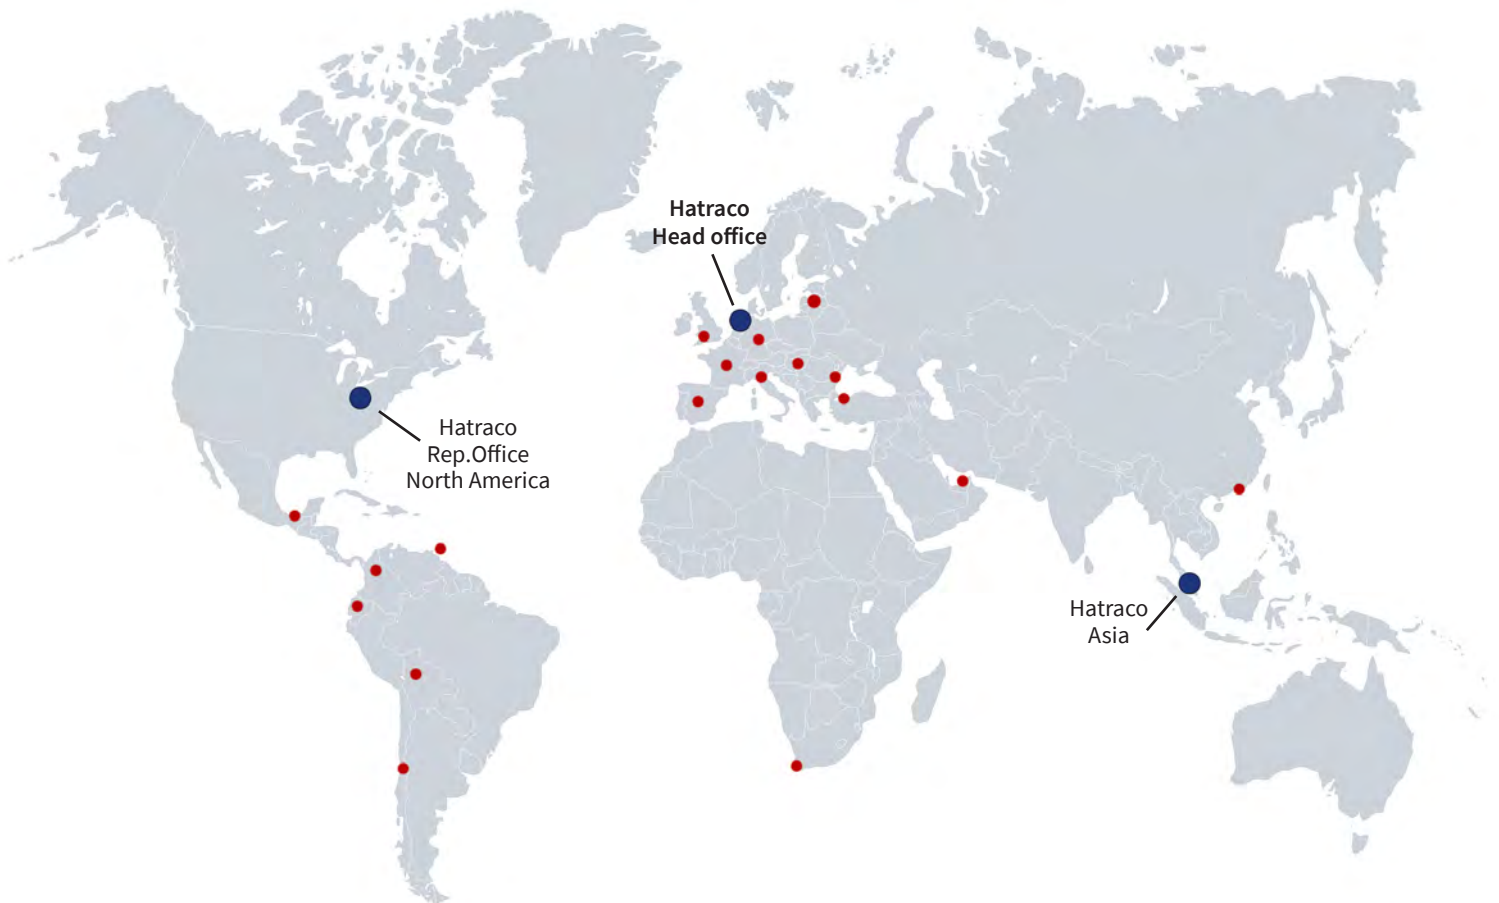 Hatraco
Head office
Hatraco
Rep.Office
North America
Hatraco
Asia